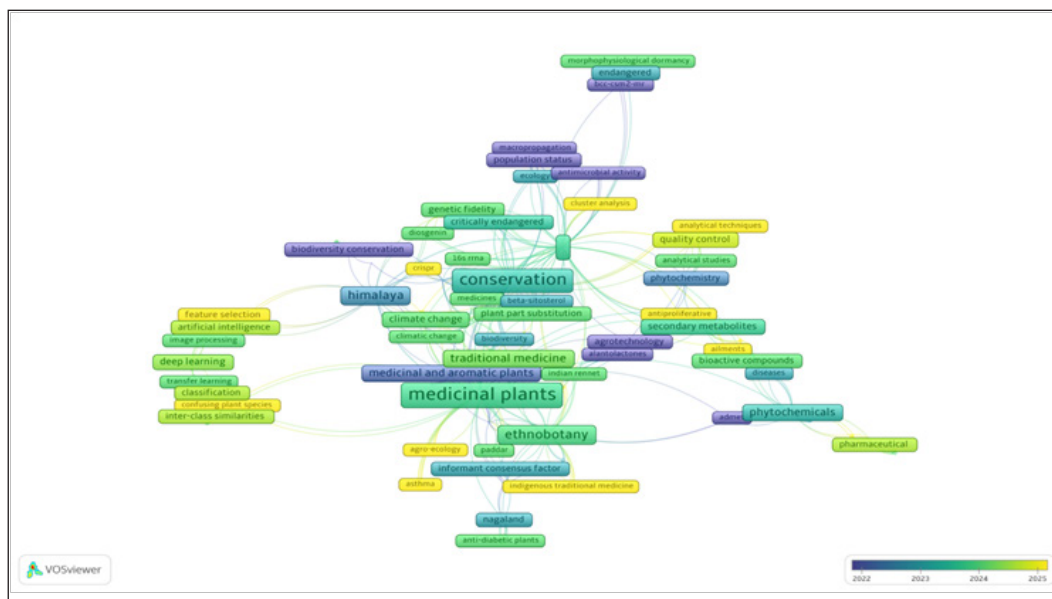 morphophysiological dormancy
endangered
bcc-csm2-mr
macropropagation
population status
ecology
antimicrobial activity
cluster analysis
genetic fidelity
critically endangered
diosgenin
analytical techniques
quality control
biodiversity conservation
16s rrna
analytical studies
crispr
conservation
phytochemistry
himalaya
medicines
beta-sitosterol
feature selection
climate change
plant part substitution
antiproliferative
artificial intelligence
secondary metabolites
image processing
climatic change
biodiversity
agrotechnology
ailments
alantolactones
deep learning
traditional medicine
bioactive compounds
medicinal and aromatic plants
indian rennet
diseases
transfer learning
classification
medicinal plants
confusing plant species
inter-class similarities
phytochemicals
ethnobotany
pharmaceutical
agro-ecology
paddar
informant consensus factor
asthma
indigenous traditional medicine
nagaland
anti-diabetic plants
VOSviewer
2022 2023 2024 2025